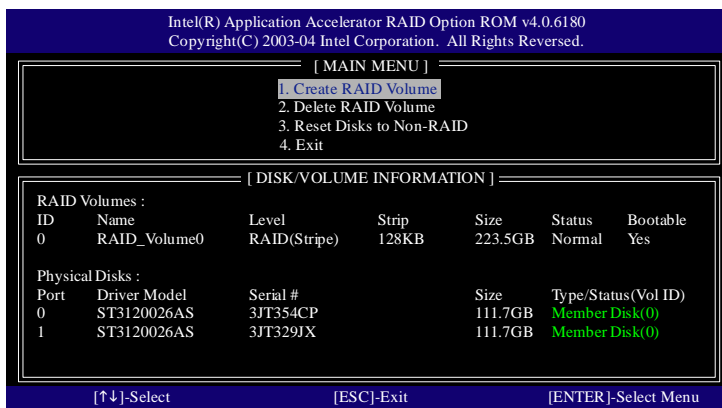 Intel(R) Application Accelerator RAID Option ROM v4.0.6180
Copyright(C) 2003-04 Intel Corporation. All Rights Reversed.
[ MAIN MENU ]
1. Create RAID Volume
2. Delete RAID Volume
3. Reset Disks to Non-RAID
4. Exit
[ DISK/VOLUME INFORMATION ]
RAID Volumes :
ID Name Level Strip Size Status Bootable
0 RAID_Volume0 RAID(Stripe) 128KB 223.5GB Normal Yes
Physical Disks :
Port Driver Model Serial # Size Type/Status(Vol ID)
0 ST3120026AS 3JT354CP 111.7GB Member Disk(0)
1 ST3120026AS 3JT329JX 111.7GB Member Disk(0)
[↑↓]-Select [ESC]-Exit [ENTER]-Select Menu